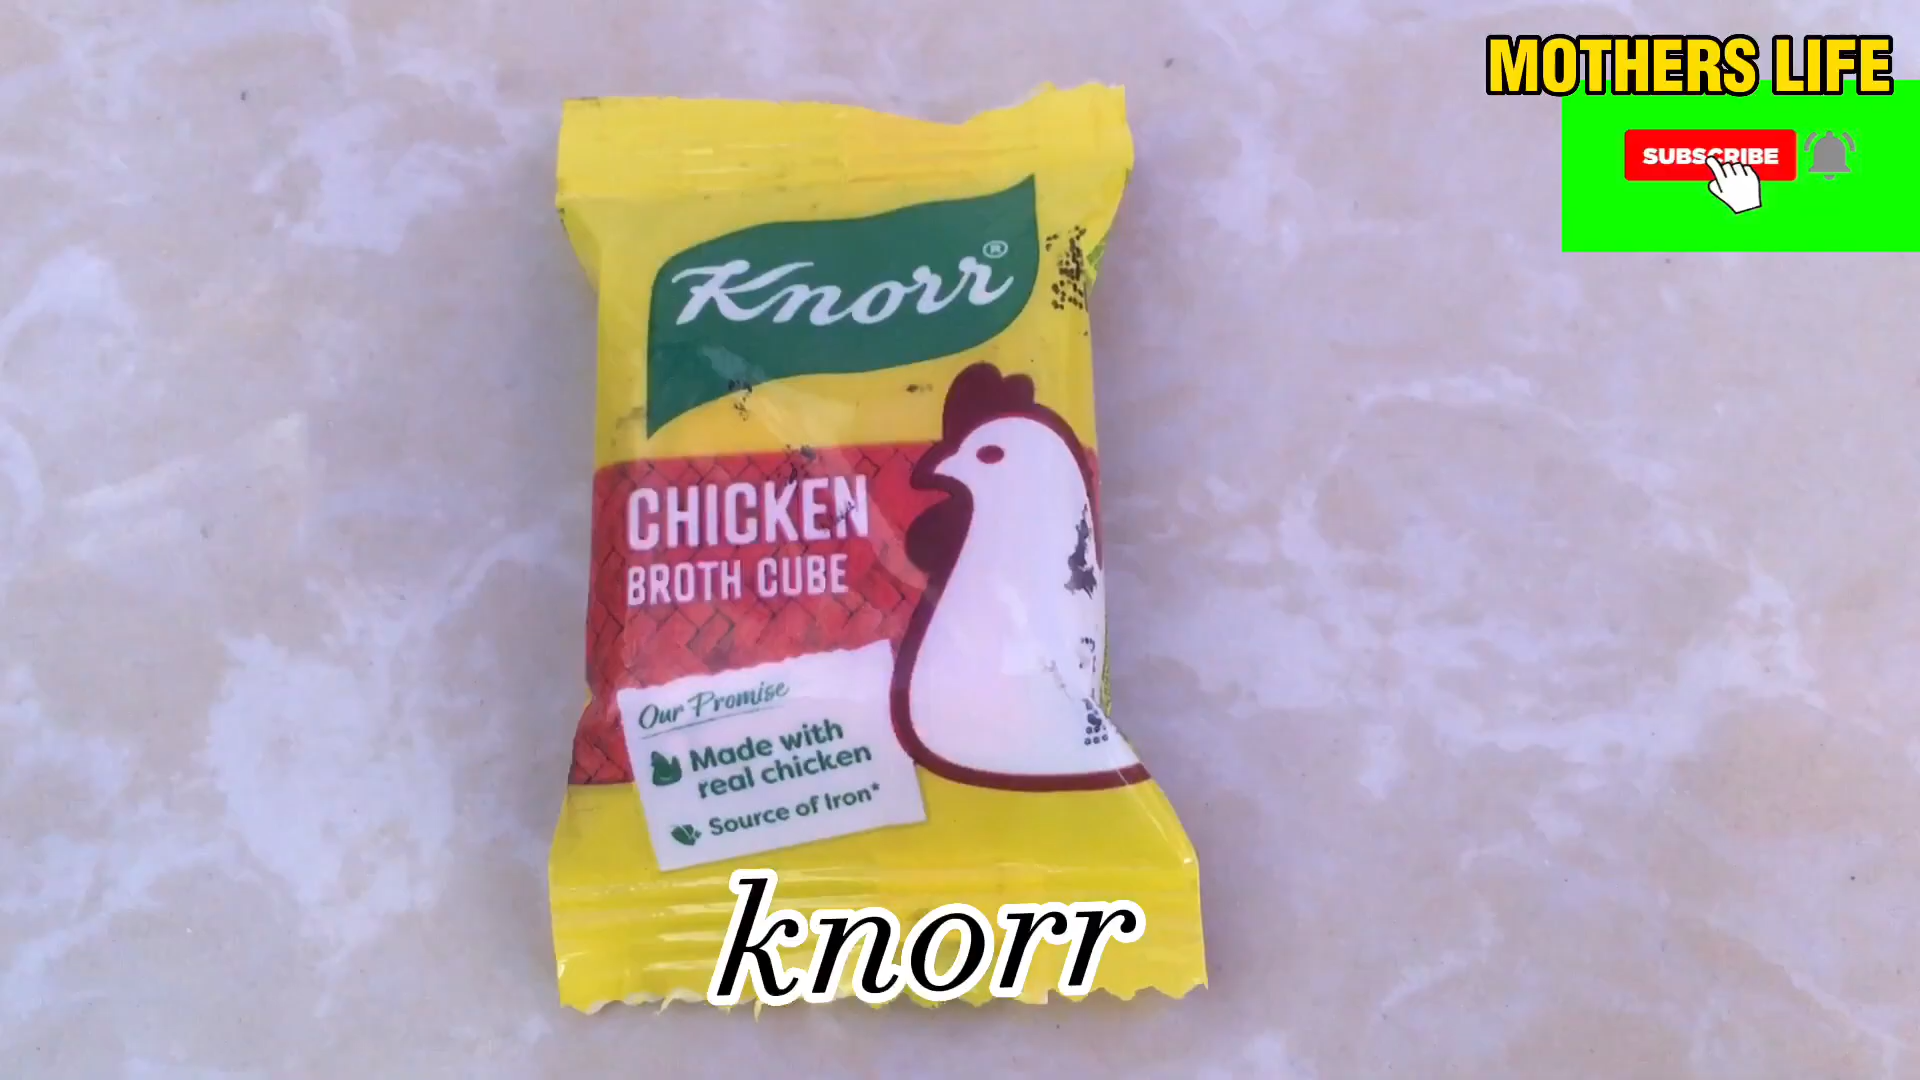 MOTHERS LIFE
SUBSCRIBE
Knorr®
CHICKEN
BROTH CUBE
Our Promise
Made with
real chicken
Source of Iron*
knorr